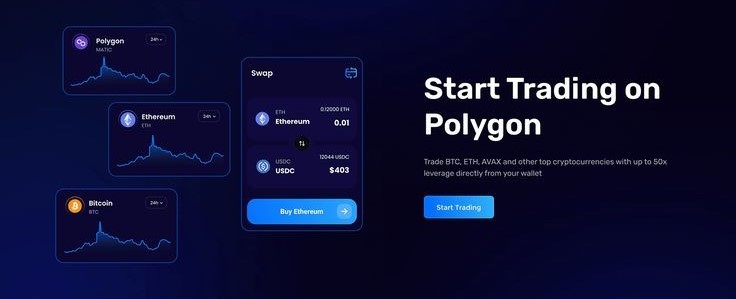 Polygon
MATIC
24h
Ethereum
ETH
24h
Bitcoin
BTC
24h
Swap
ETH
0.12000 ETH
Ethereum
0.01
USDC
12044 USDC
USDC
$403
Buy Ethereum
Start Trading on
Polygon
Trade BTC, ETH, AVAX and other top cryptocurrencies with up to 50x
leverage directly from your wallet
Start Trading